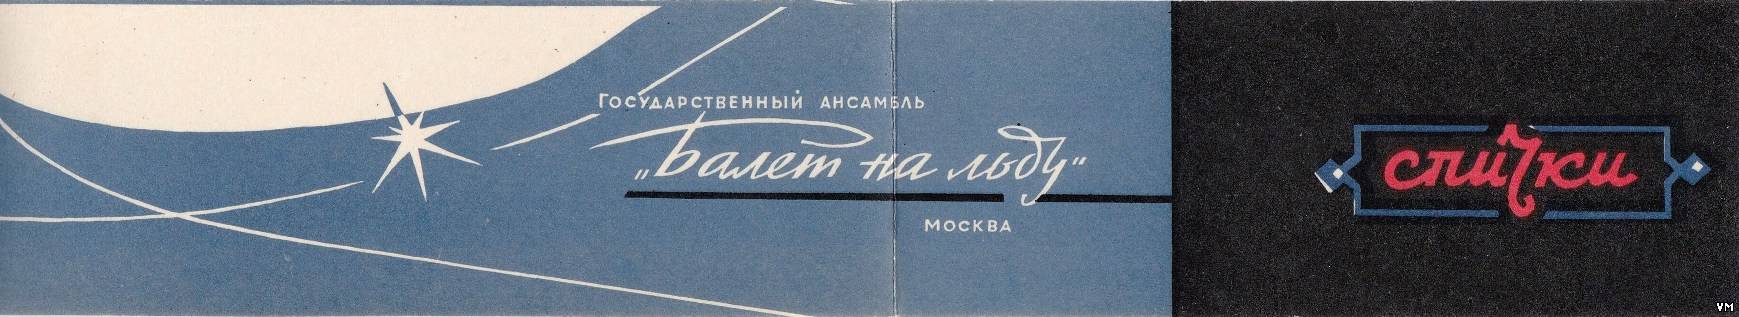 Государственный ансамбль
„Балет на льду“
Москва
спички
VM